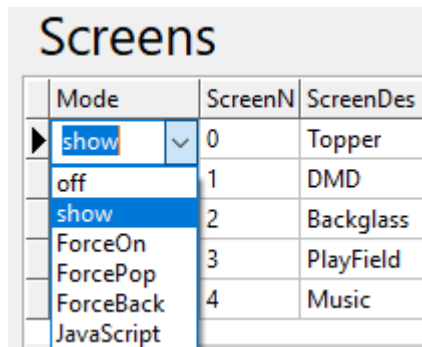 Screens
Mode ScreenN ScreenDes
show 0 Topper
off 1 DMD
show 2 Backglass
ForceOn
ForcePop 3 PlayField
ForceBack 4 Music
JavaScript